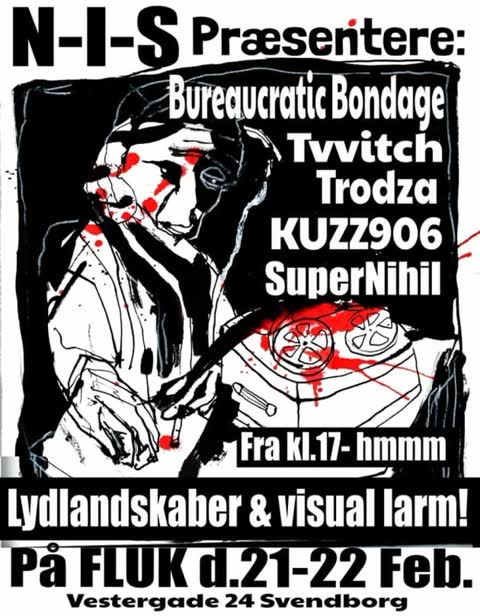 N-I-S Præsentere:
Bureaucratic Bondage
Tvvitch
Trodza
KUZZ906
SuperNihil
Fra kl.17- hmmm
Lydlandskaber & visual larm!
På FLUK d.21-22 Feb.
Vestergade 24 Svendborg